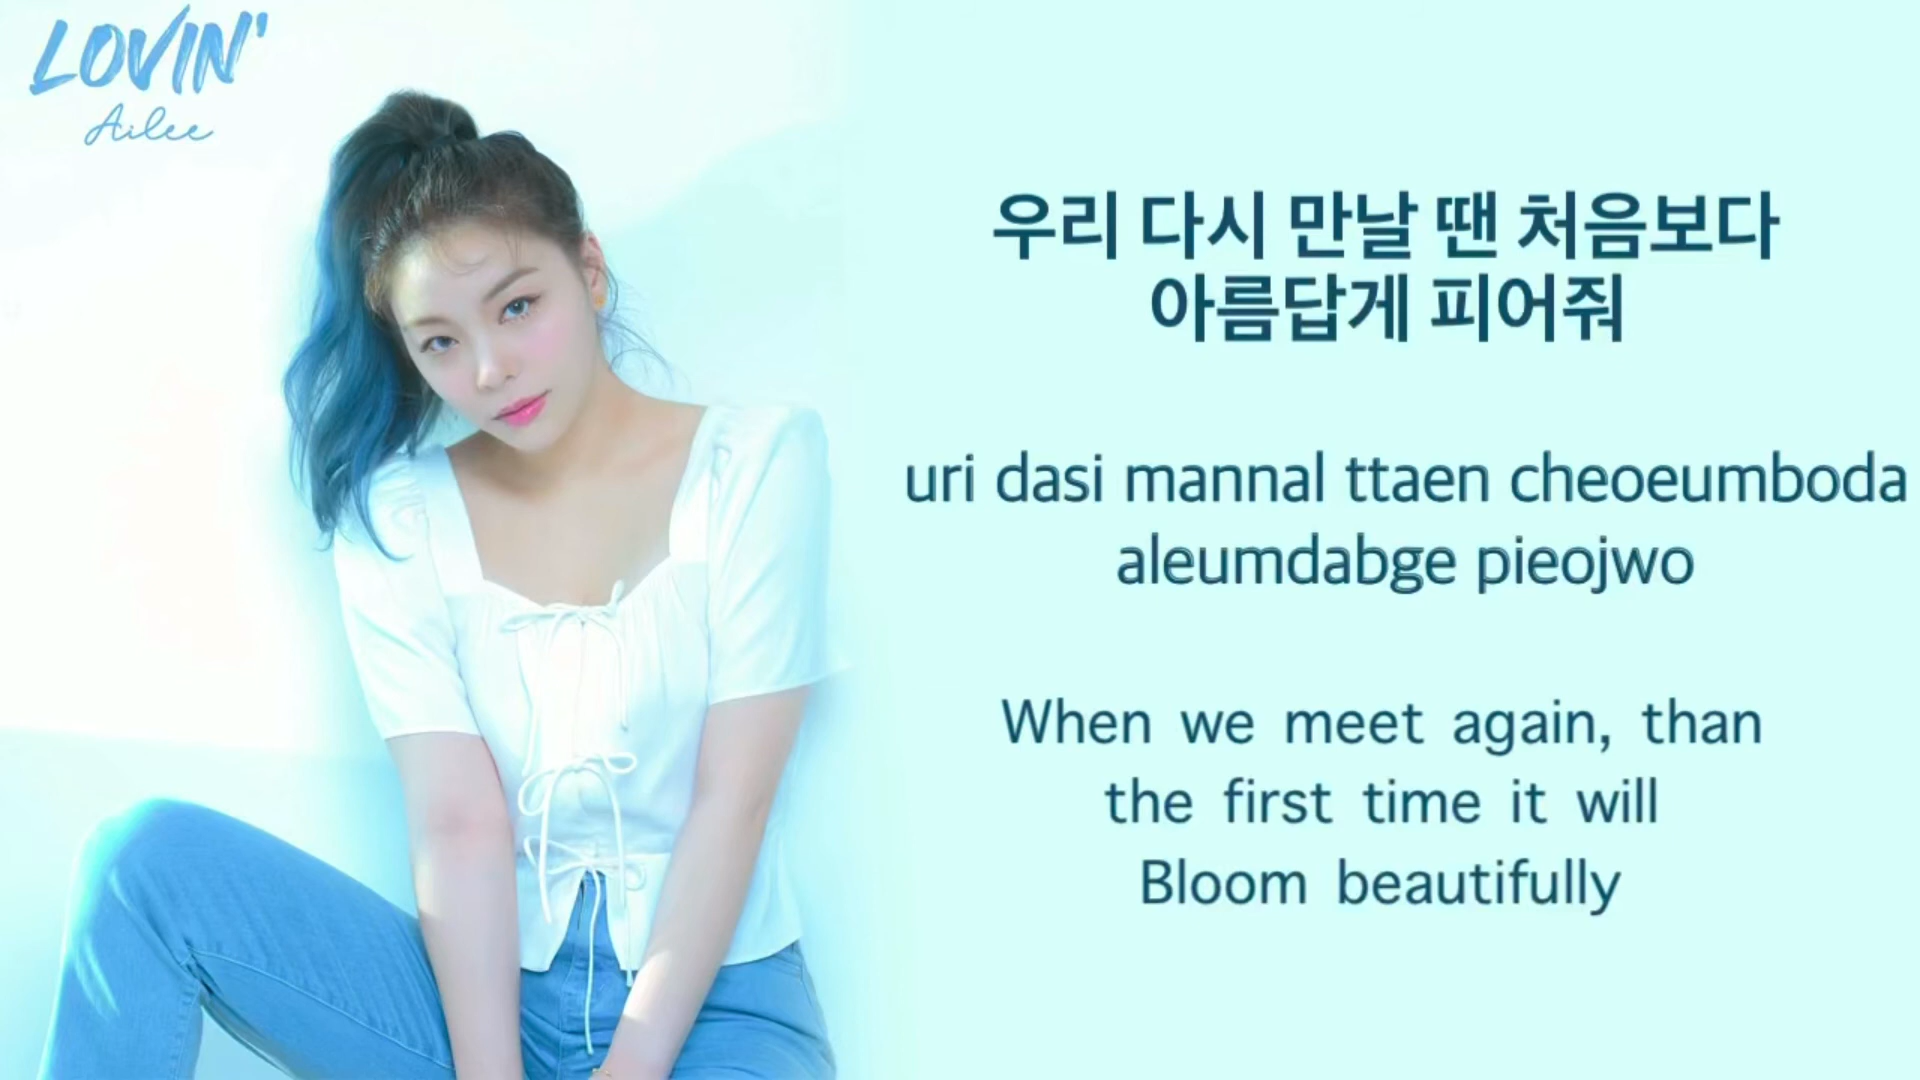 LOVIN'
Ailee
우리 다시 만날 땐 처음보다
아름답게 피어줘
uri dasi mannal ttaen cheoeumboda
aleumdabge pieojwo
When we meet again, than
the first time it will
Bloom beautifully